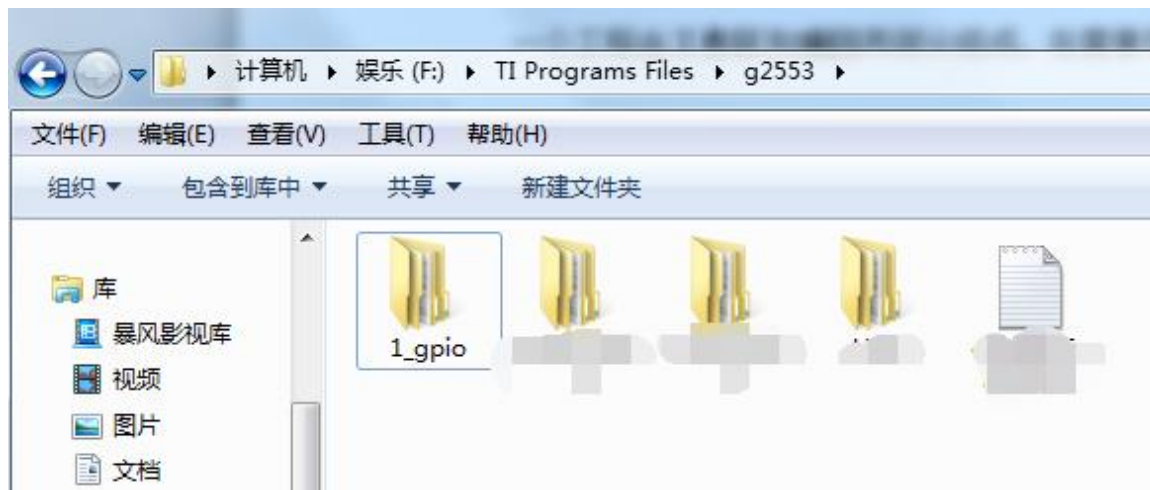 计算机 ▸ 娱乐 (F:) ▸ TI Programs Files ▸ g2553 ▸
文件(F) 编辑(E) 查看(V) 工具(T) 帮助(H)
组织 包含到库中 共享 新建文件夹
库
暴风影视库
视频
图片
文档
1_gpio